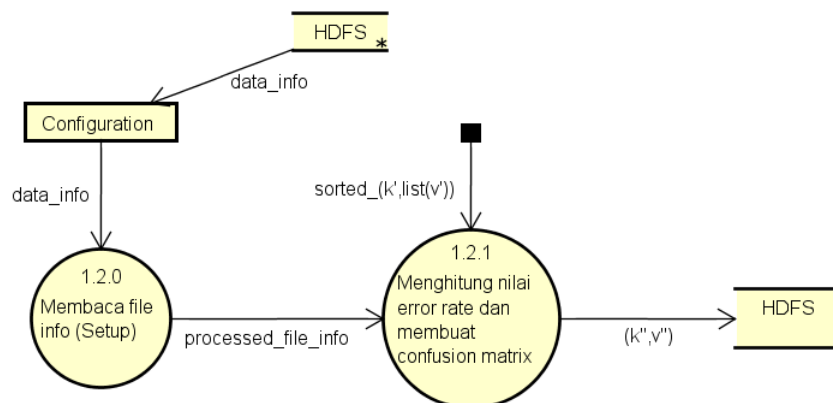 HDFS
*
data_info
Configuration
data_info
sorted_(k',list(v'))
1.2.0
Membaca file
info (Setup)
processed_file_info
1.2.1
Menghitung nilai
error rate dan
membuat
confusion matrix
(k'',v'')
HDFS